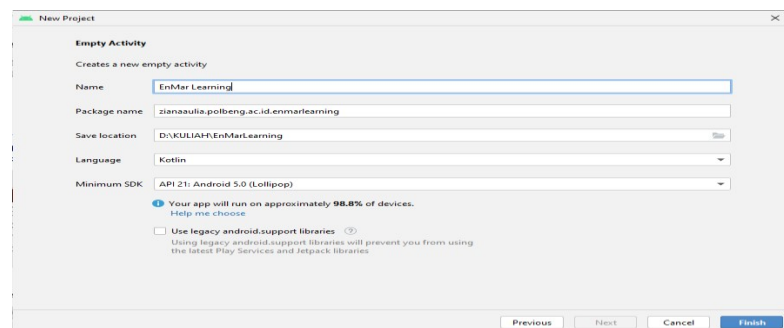 New Project
Empty Activity
Creates a new empty activity
Name EnMar Learning
Package name zianaaulia.polbeng.ac.id.enmarlearning
Save location D:\KULIAH\EnMarLearning
Language Kotlin
Minimum SDK API 21: Android 5.0 (Lollipop)
Your app will run on approximately 98.8% of devices.
Help me choose
Use legacy android.support libraries
Using legacy android.support libraries will prevent you from using
the latest Play Services and Jetpack libraries
Previous Next Cancel Finish